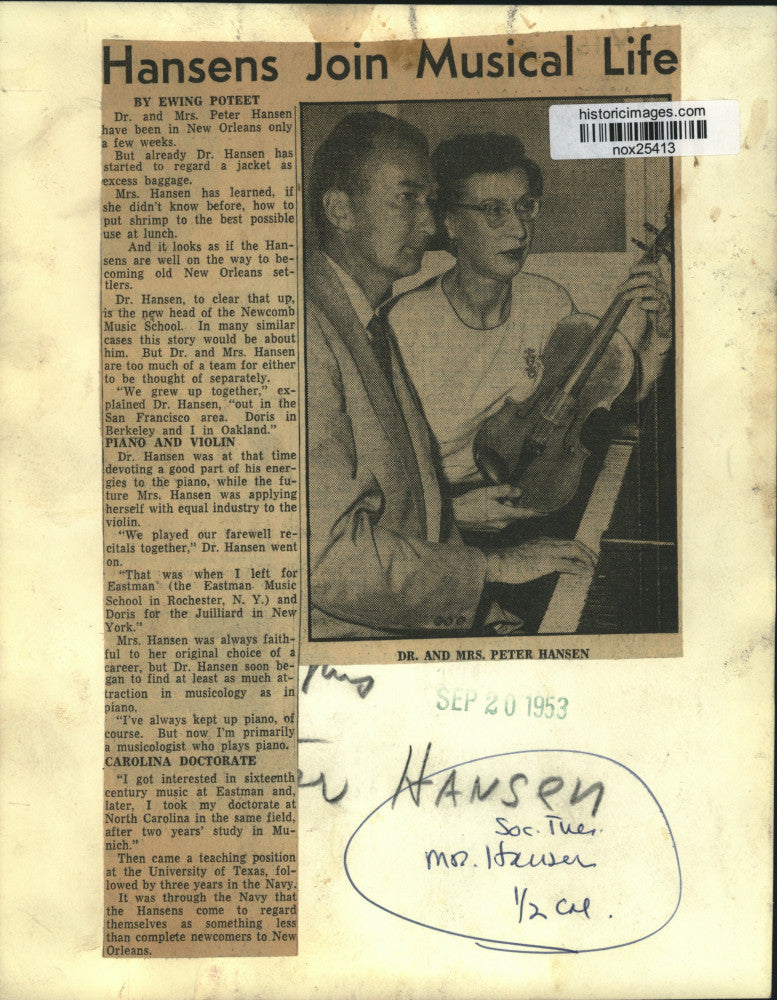 Hansens Join Musical Life
historicimages.com
nox25413
BY EWING POTEET
Dr. and Mrs. Peter Hansen
have been in New Orleans only
a few weeks.
But already Dr. Hansen has
started to regard a jacket as
excess baggage.
Mrs. Hansen has learned, if
she didn't know before, how to
put shrimp to the best possible
use at lunch.
And it looks as if the Han-
sens are well on the way to be-
coming old New Orleans set-
tlers.
Dr. Hansen, to clear that up,
is the new head of the Newcomb
Music School. In many similar
cases this story would be about
him. But Dr. and Mrs. Hansen
are too much of a team for either
to be thought of separately.
"We grew up together," ex-
plained Dr. Hansen, "out in the
San Francisco area. Doris in
Berkeley and I in Oakland."
PIANO AND VIOLIN
Dr. Hansen was at that time
devoting a good part of his ener-
gies to the piano, while the fu-
ture Mrs. Hansen was applying
herself with equal industry to the
violin.
"We played our farewell re-
citals together," Dr. Hansen went
on.
"That was when I left for
Eastman (the Eastman Music
School in Rochester, N. Y.) and
Doris for the Juilliard in New
York."
Mrs. Hansen was always faith-
ful to her original choice of a
career, but Dr. Hansen soon be-
gan to find at least as much at-
traction in musicology as in
piano.
"I've always kept up piano, of
course. But now I'm primarily
a musicologist who plays piano.
CAROLINA DOCTORATE
"I got interested in sixteenth
century music at Eastman and,
later, I took my doctorate at
North Carolina in the same field,
after two years' study in Mu-
nich."
Then came a teaching position
at the University of Texas, fol-
lowed by three years in the Navy.
It was through the Navy that
the Hansens come to regard
themselves as something less
than complete newcomers to New
Orleans.
DR. AND MRS. PETER HANSEN
SEP 20 1953
HANSEN
Soc. Tues.
Mrs. Hansen
1/2 col.